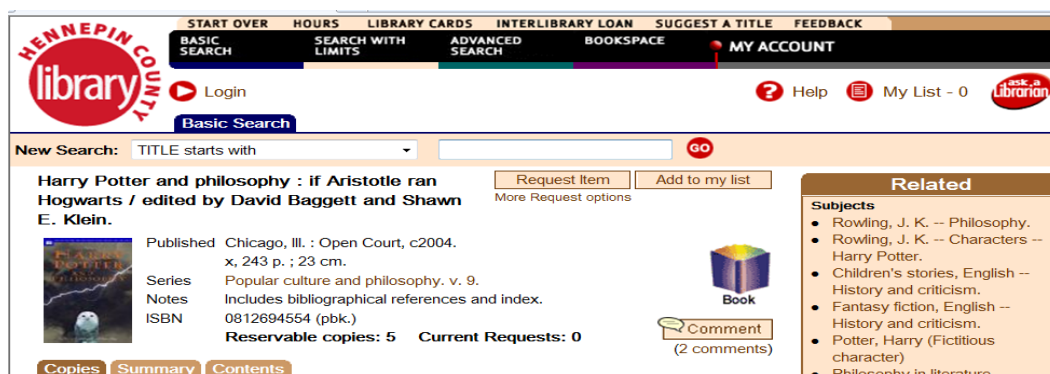 START OVER HOURS LIBRARY CARDS INTERLIBRARY LOAN SUGGEST A TITLE FEEDBACK
HENNEPIN COUNTY
library
BASIC SEARCH
SEARCH WITH LIMITS
ADVANCED SEARCH
BOOKSPACE
MY ACCOUNT
Login
Help
My List - 0
ask a
Librarian
Basic Search
New Search: TITLE starts with
GO
Harry Potter and philosophy : if Aristotle ran
Hogwarts / edited by David Baggett and Shawn
E. Klein.
Request Item
Add to my list
More Request options
Published Chicago, Ill. : Open Court, c2004.
x, 243 p. ; 23 cm.
Series Popular culture and philosophy. v. 9.
Notes Includes bibliographical references and index.
ISBN 0812694554 (pbk.)
Reservable copies: 5 Current Requests: 0
HARRY
POTTER
Book
Comment
(2 comments)
Copies Summary Contents
Related
Subjects
Rowling, J. K. -- Philosophy.
Rowling, J. K. -- Characters --
Harry Potter.
Children's stories, English --
History and criticism.
Fantasy fiction, English --
History and criticism.
Potter, Harry (Fictitious
character)
Philosophy in literature